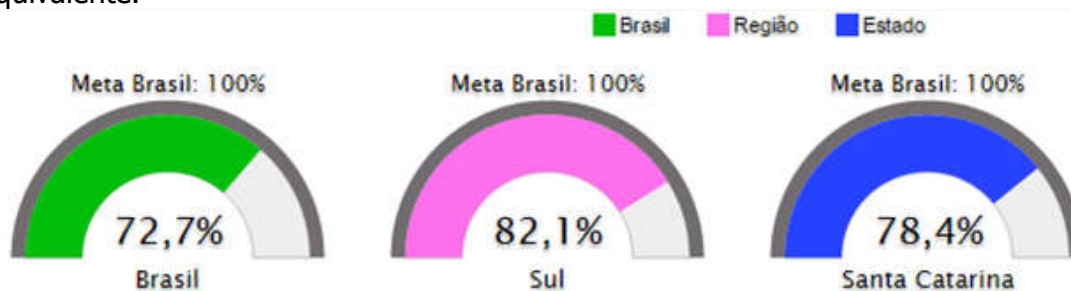 Brasil Região Estado
Meta Brasil: 100% Meta Brasil: 100% Meta Brasil: 100%
72,7% 82,1% 78,4%
Brasil Sul Santa Catarina